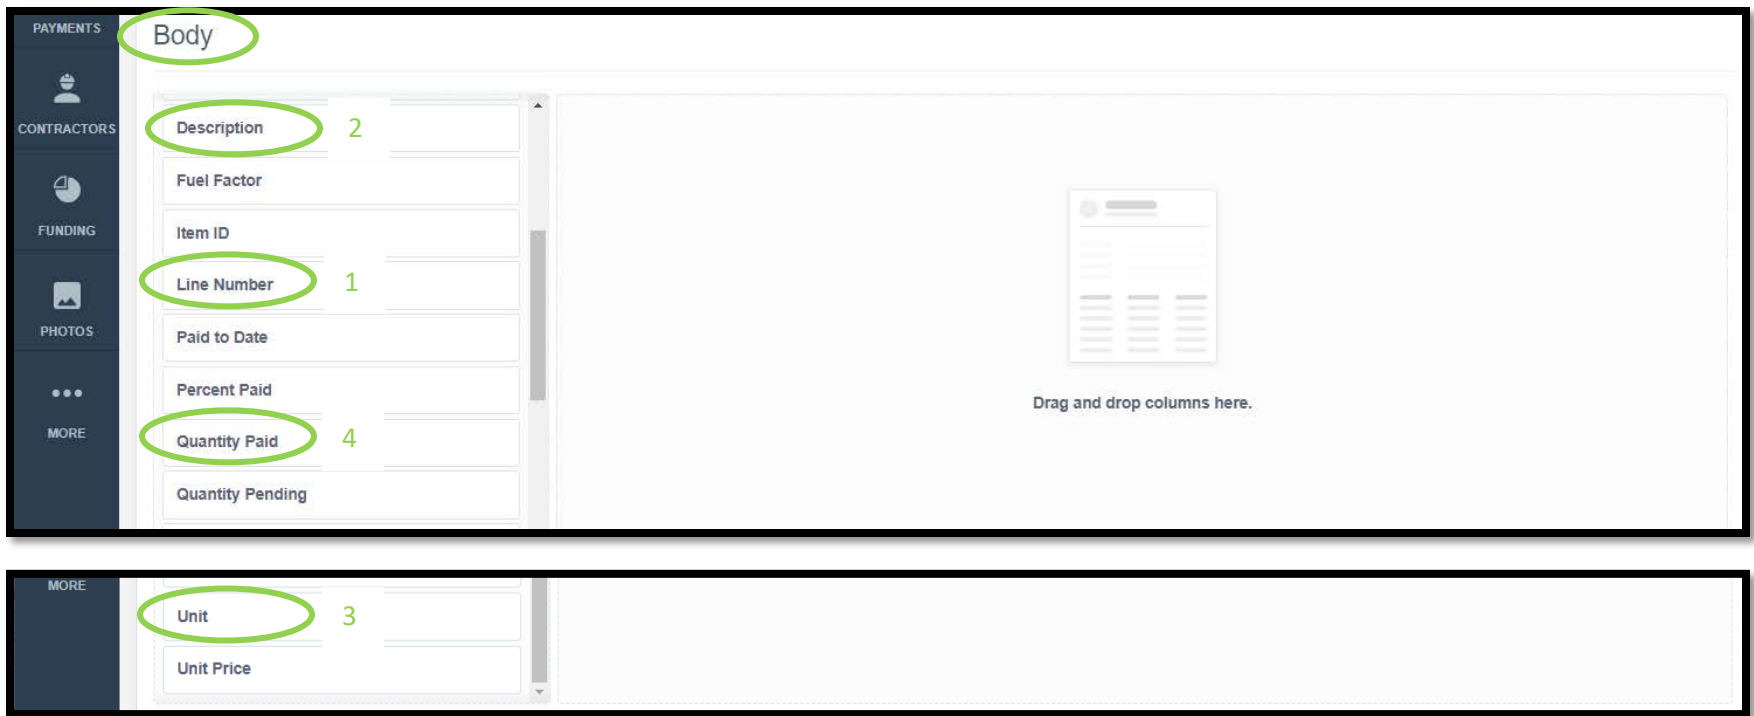 PAYMENTS
Body
CONTRACTORS
Description 2
Fuel Factor
FUNDING
Item ID
Line Number 1
PHOTOS
Paid to Date
Percent Paid
Drag and drop columns here.
MORE
Quantity Paid 4
Quantity Pending
MORE
Unit 3
Unit Price